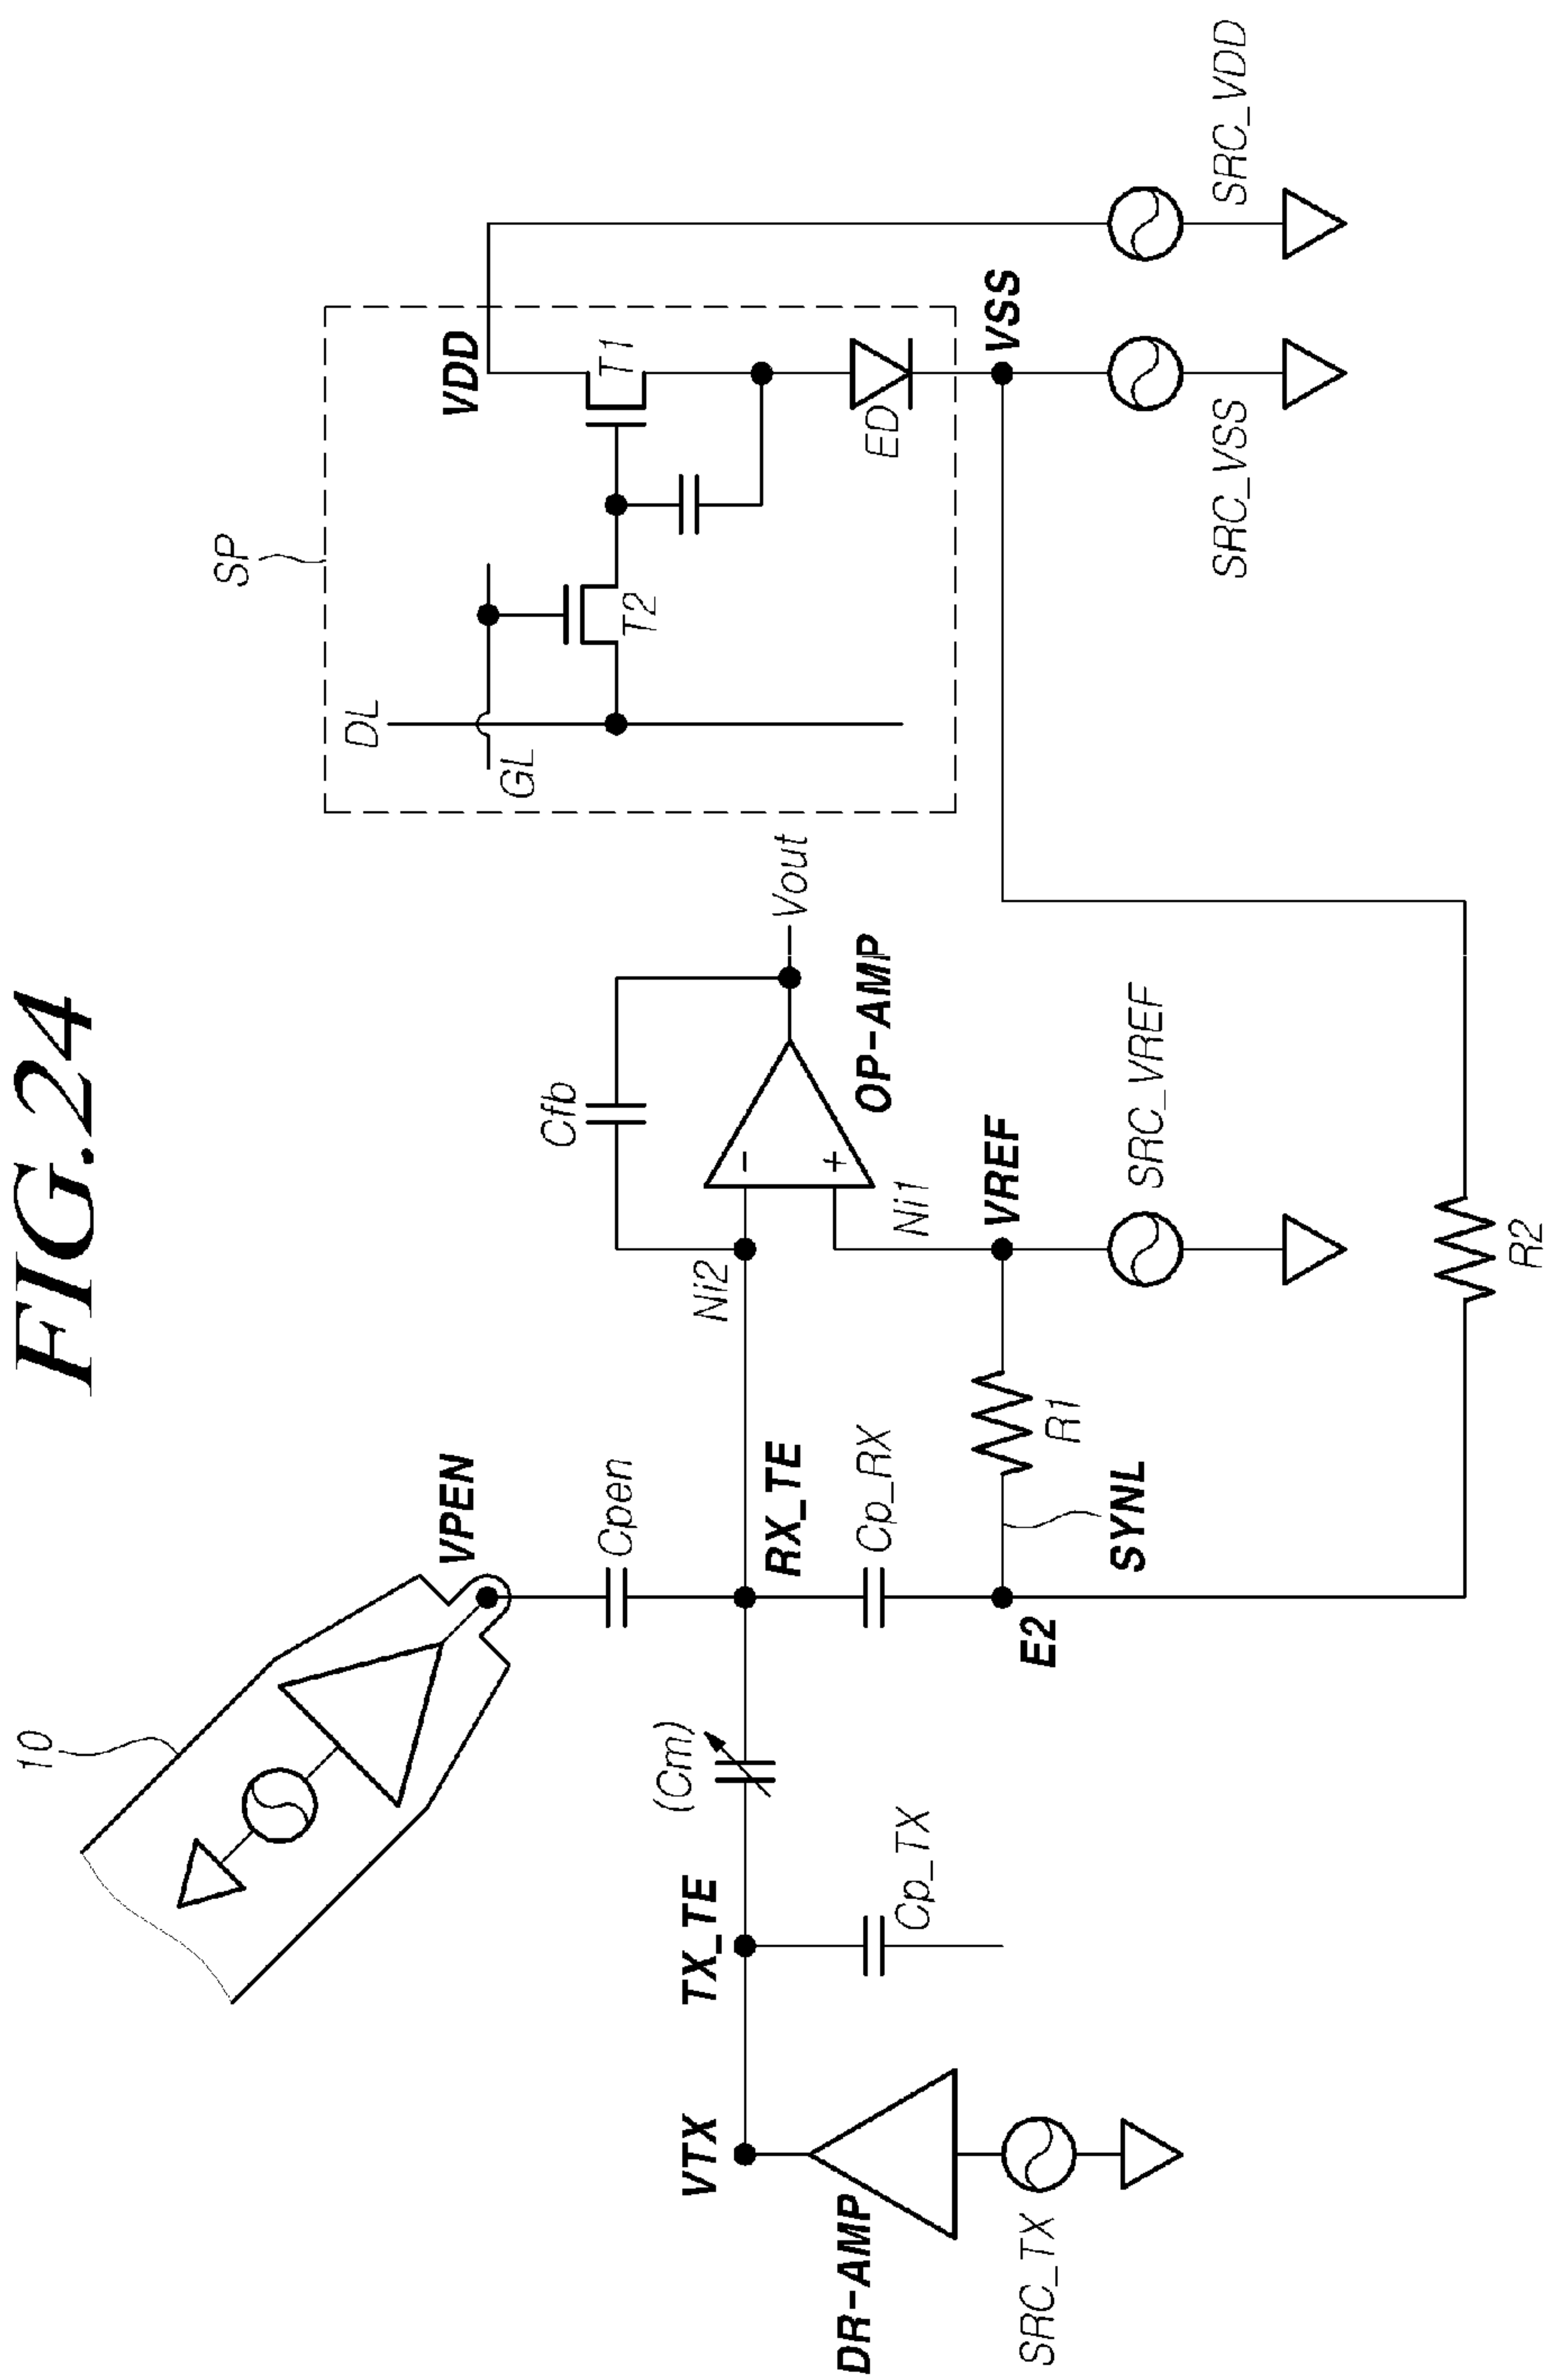 FIG.24
10
VPEN
Cpen
SP
DL
GL
VDD
T1
T2
ED
VSS
SRC_VSS
SRC_VDD
Cfb
Vout
OP-AMP
-
+
Ni2
Ni1
VREF
SRC_VREF
VTX
TX_TE
(Cm)
RX_TE
Cp_TX
Cp_RX
E2
R1
SYNL
DR-AMP
SRC_TX
R2